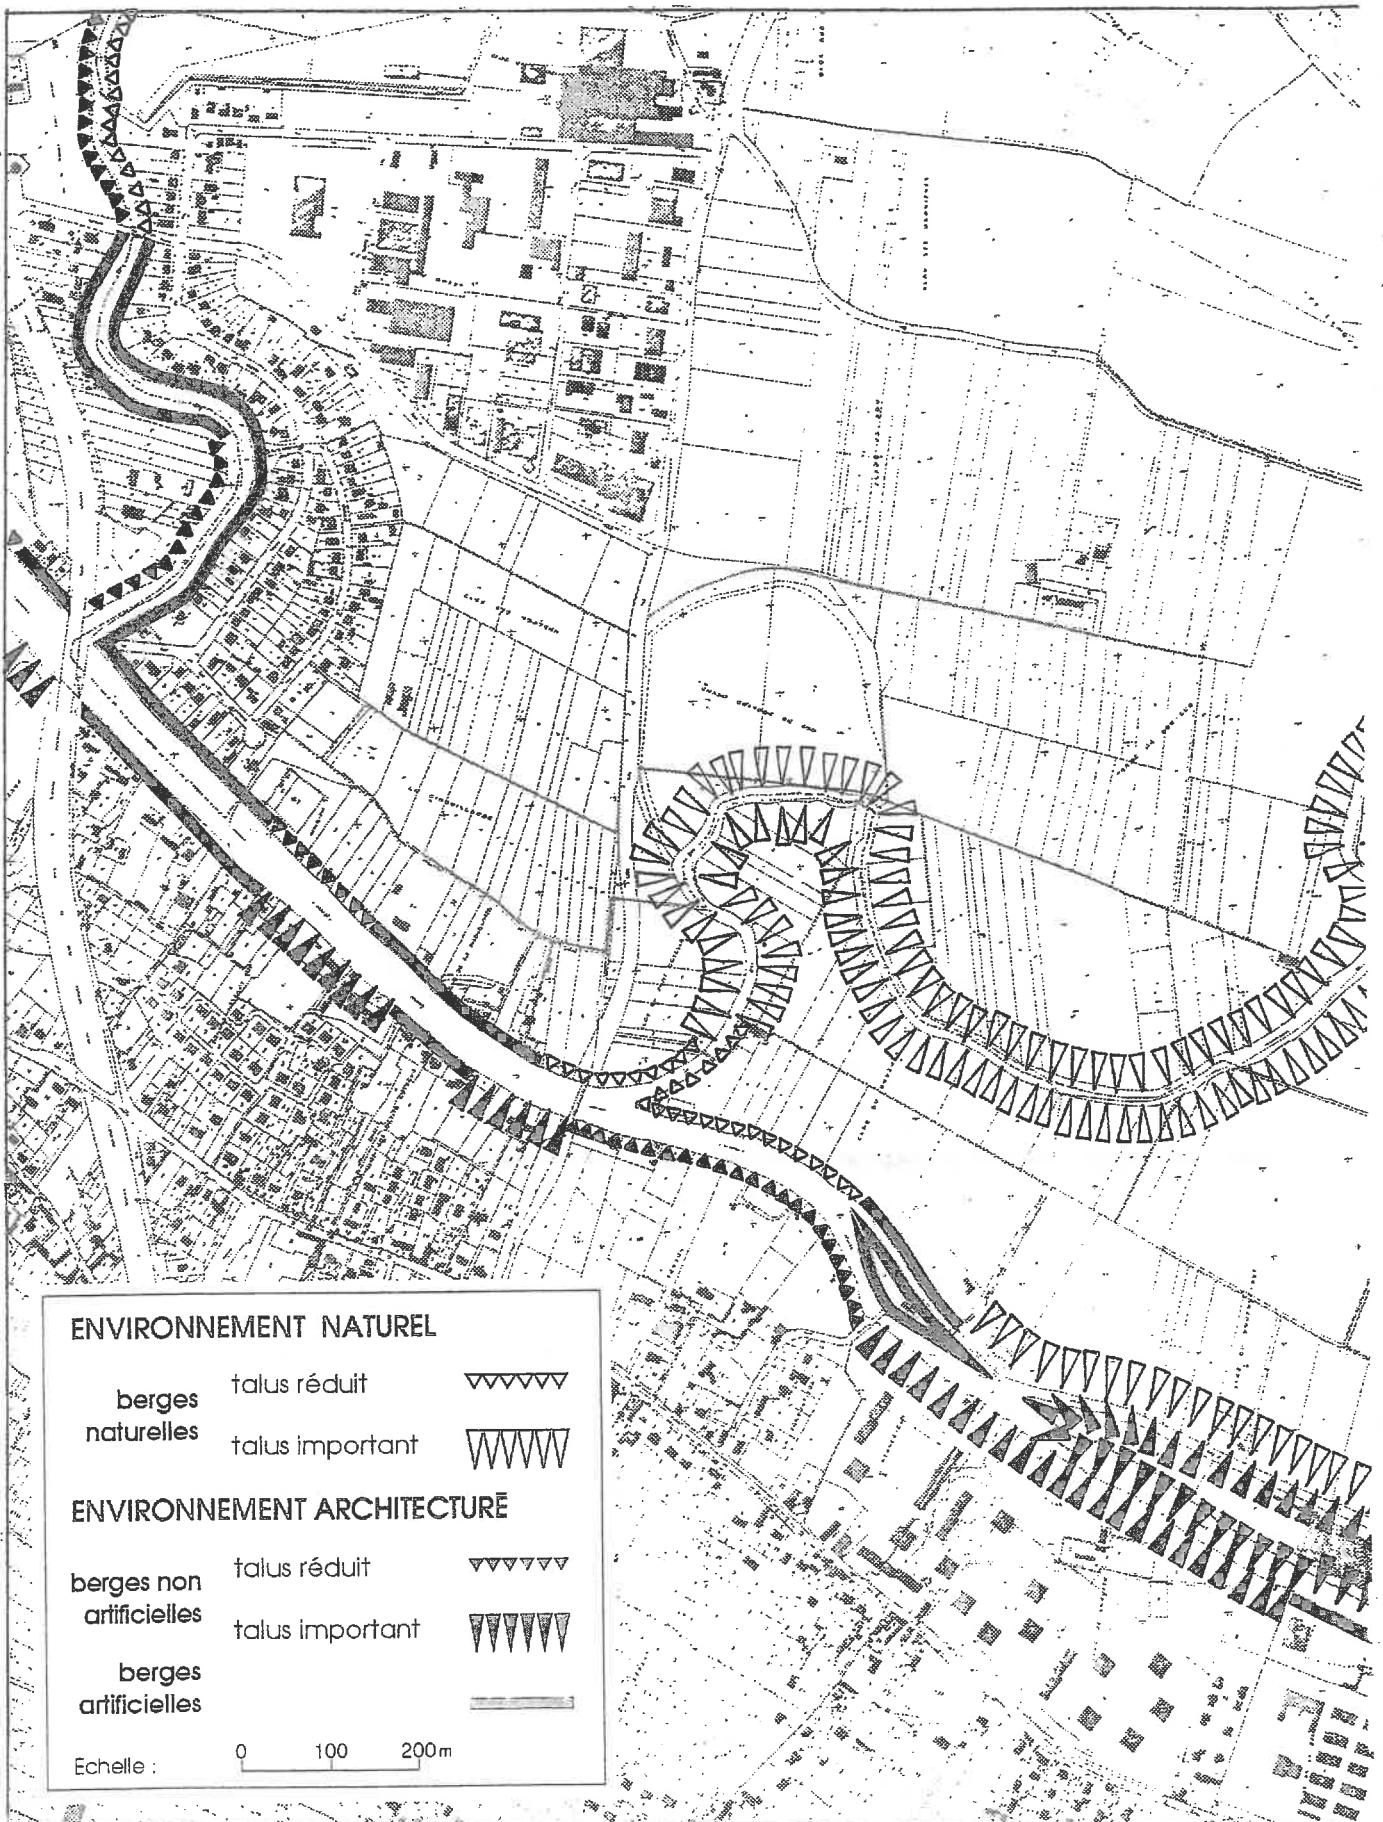 ENVIRONNEMENT NATUREL
berges naturelles
talus réduit
talus important
ENVIRONNEMENT ARCHITECTURĒ
berges non artificielles
talus réduit
talus important
berges artificielles
Echelle : 0 100 200m